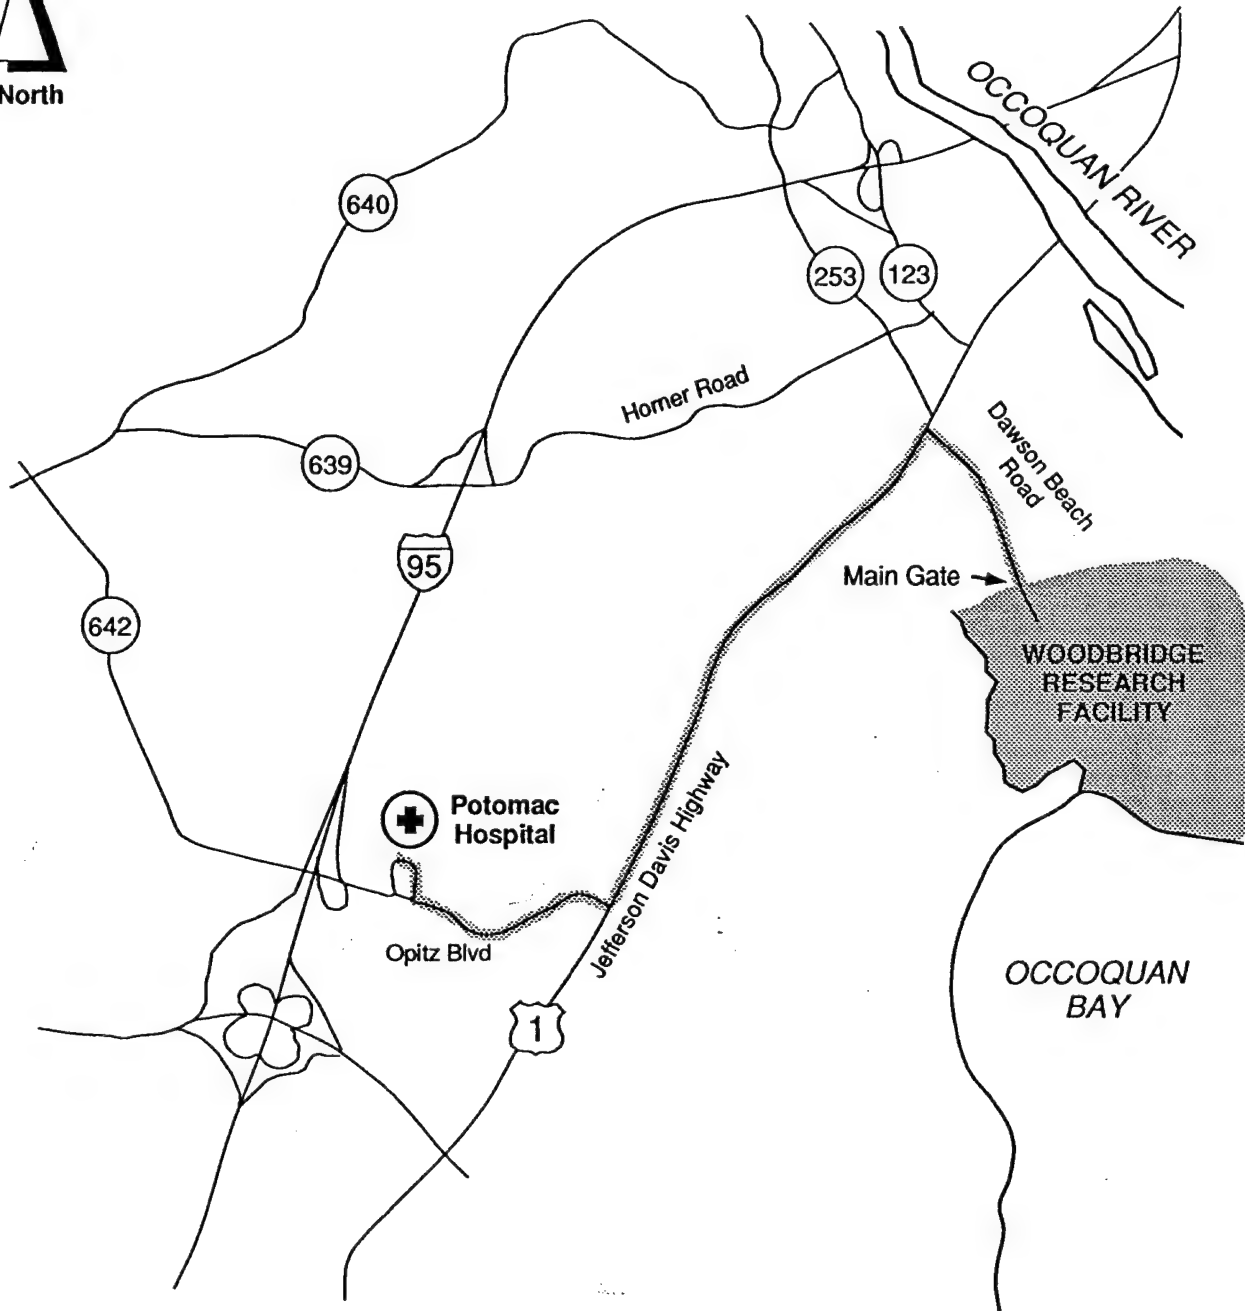 North
OCCOQUAN RIVER
640
253
123
Horner Road
Dawson Beach
Road
639
95
Main Gate
642
WOODBRIDGE
RESEARCH
FACILITY
Potomac
Hospital
Jefferson Davis Highway
Opitz Blvd
OCCOQUAN
BAY
1